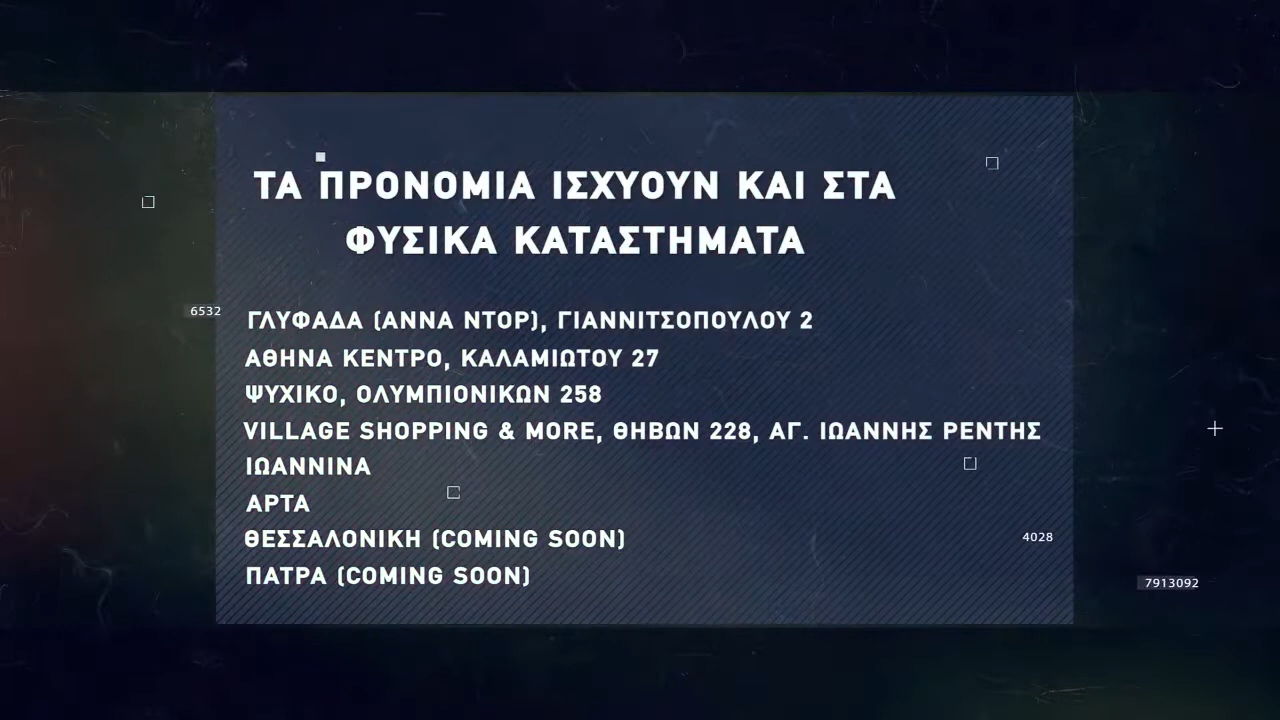 ΤΑ ΠΡΟΝΟΜΙΑ ΙΣΧΥΟΥΝ ΚΑΙ ΣΤΑ
ΦΥΣΙΚΑ ΚΑΤΑΣΤΗΜΑΤΑ
6532
ΓΛΥΦΑΔΑ (ΑΝΝΑ ΝΤΟΡ), ΓΙΑΝΝΙΤΣΟΠΟΥΛΟΥ 2
ΑΘΗΝΑ ΚΕΝΤΡΟ, ΚΑΛΑΜΙΩΤΟΥ 27
ΨΥΧΙΚΟ, ΟΛΥΜΠΙΟΝΙΚΩΝ 258
VILLAGE SHOPPING & MORE, ΘΗΒΩΝ 228, ΑΓ. ΙΩΑΝΝΗΣ ΡΕΝΤΗΣ
ΙΩΑΝΝΙΝΑ
ΑΡΤΑ
ΘΕΣΣΑΛΟΝΙΚΗ (COMING SOON)
4028
ΠΑΤΡΑ (COMING SOON)
7913092